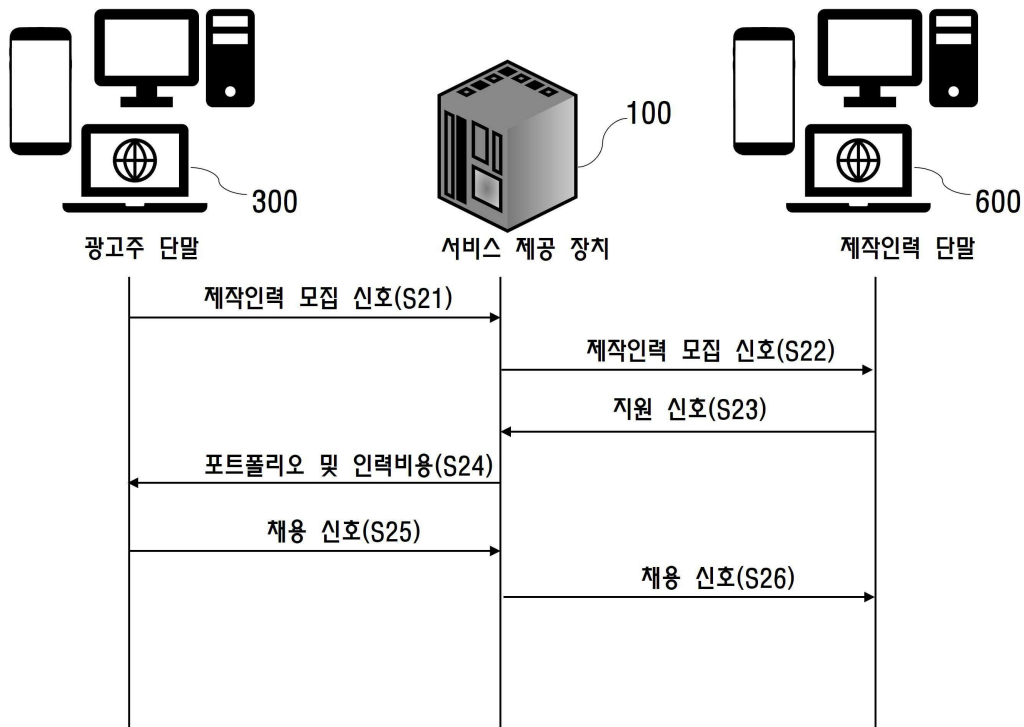 100
300
600
광고주 단말
서비스 제공 장치
제작인력 단말
제작인력 모집 신호(S21)
제작인력 모집 신호(S22)
지원 신호(S23)
포트폴리오 및 인력비용(S24)
채용 신호(S25)
채용 신호(S26)